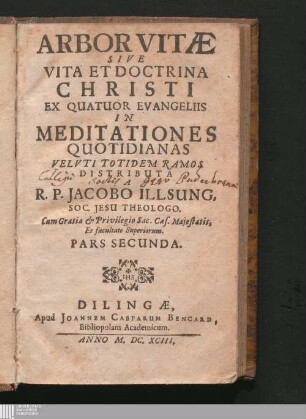 ARBOR VITÆ
SIVE
VITA ET DOCTRINA
CHRISTI
EX QUATUOR EVANGELIIS
IN
MEDITATIONES
QUOTIDIANAS
VELUTI TOTIDEM RAMOS
DISTRIBUTA
A
R. P. JACOBO ILLSUNG,
SOC. JESU THEOLOGO.
Cum Gratia & Privilegio Sac. Cæs. Majestatis,
Et facultate Superiorum.
PARS SECUNDA.
IHS
DILINGÆ,
Apud JOANNEM CASPARUM BENCARD,
Bibliopolam Academicum.
ANNO M. DC. XCIII.